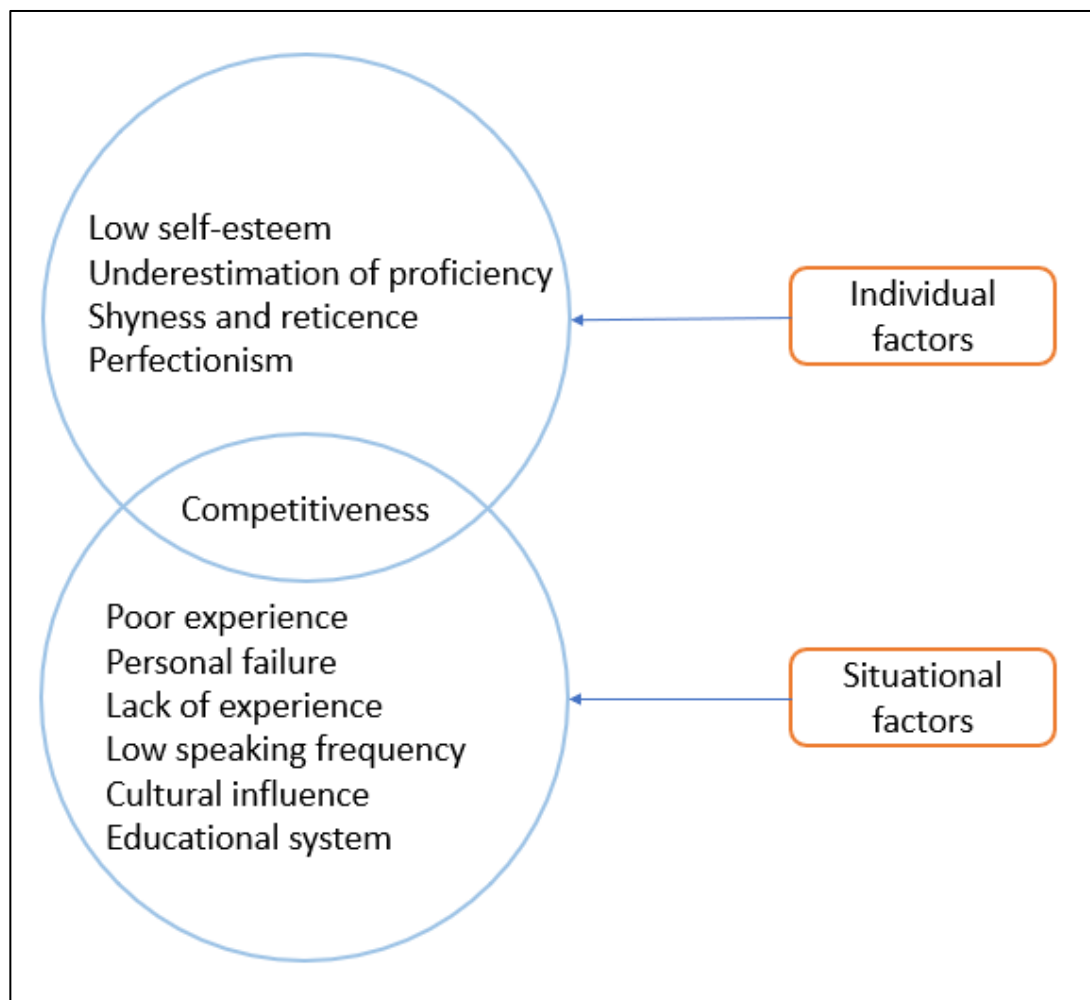 Low self-esteem
Underestimation of proficiency
Shyness and reticence
Perfectionism
Individual
factors
Competitiveness
Poor experience
Personal failure
Lack of experience
Low speaking frequency
Cultural influence
Educational system
Situational
factors